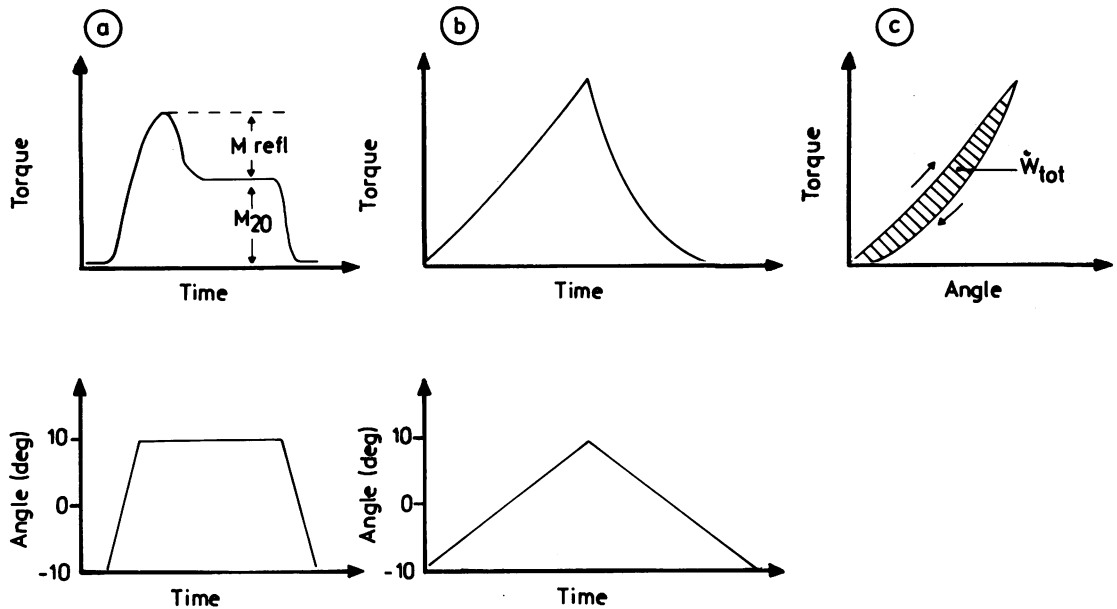 a
b
c
Torque
M refl
M20
Time
Torque
Time
Torque
Ẇtot
Angle
Angle (deg)
10
0
-10
Time
Angle (deg)
10
0
-10
Time